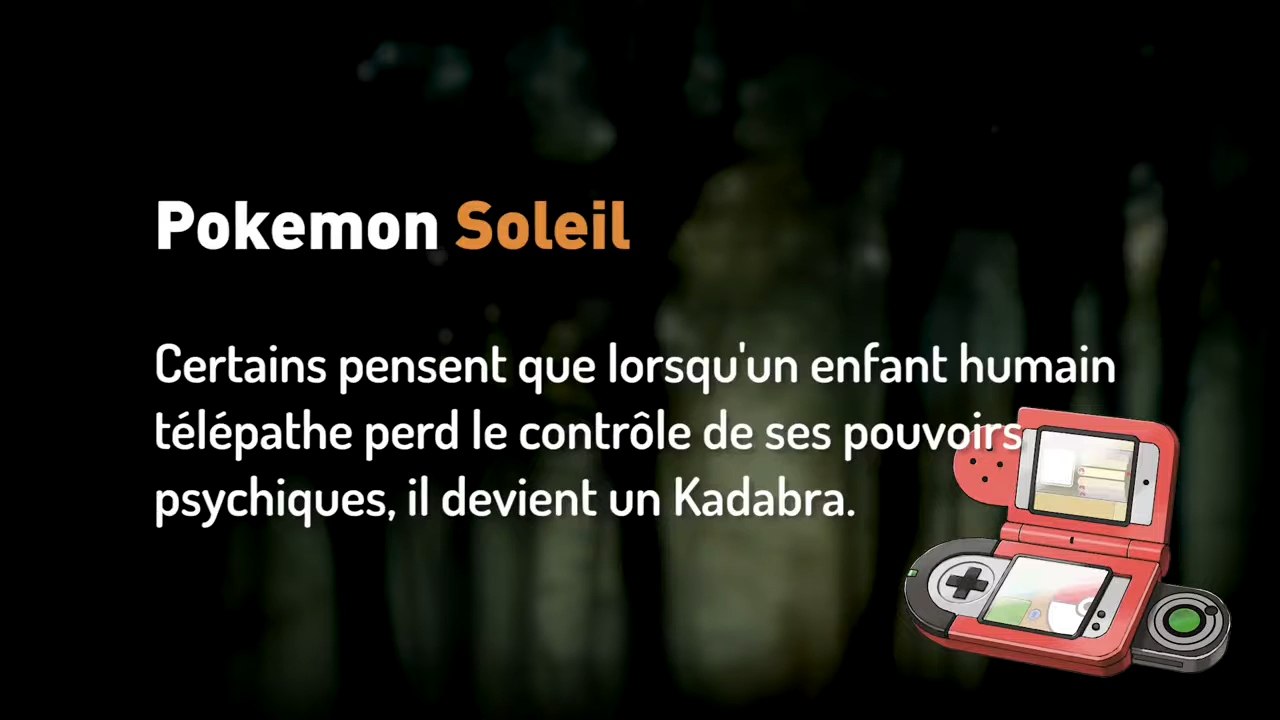 Pokemon Soleil
Certains pensent que lorsqu'un enfant humain
télépathe perd le contrôle de ses pouvoirs
psychiques, il devient un Kadabra.